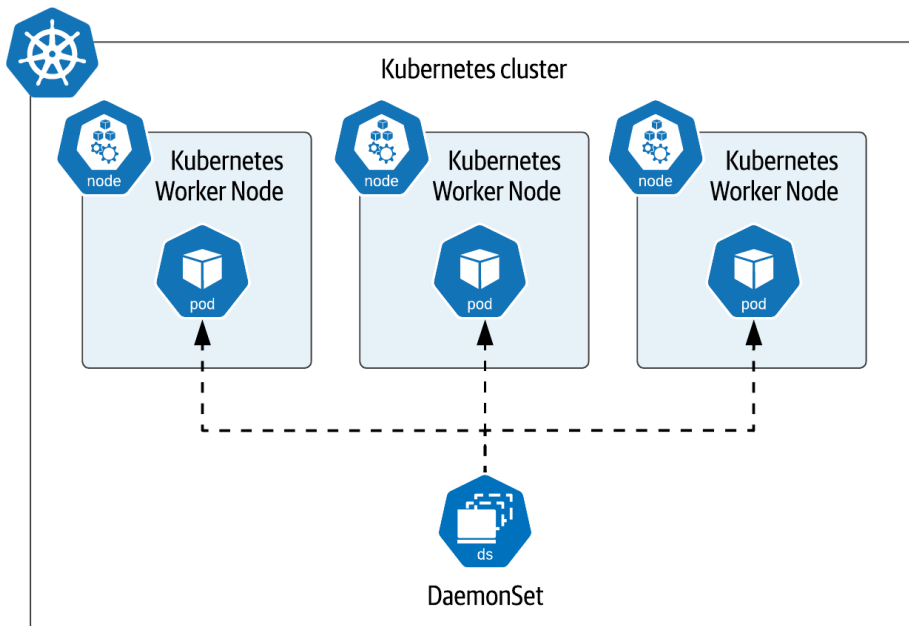 Kubernetes cluster
node
Kubernetes
Worker Node
pod
node
Kubernetes
Worker Node
pod
node
Kubernetes
Worker Node
pod
ds
DaemonSet